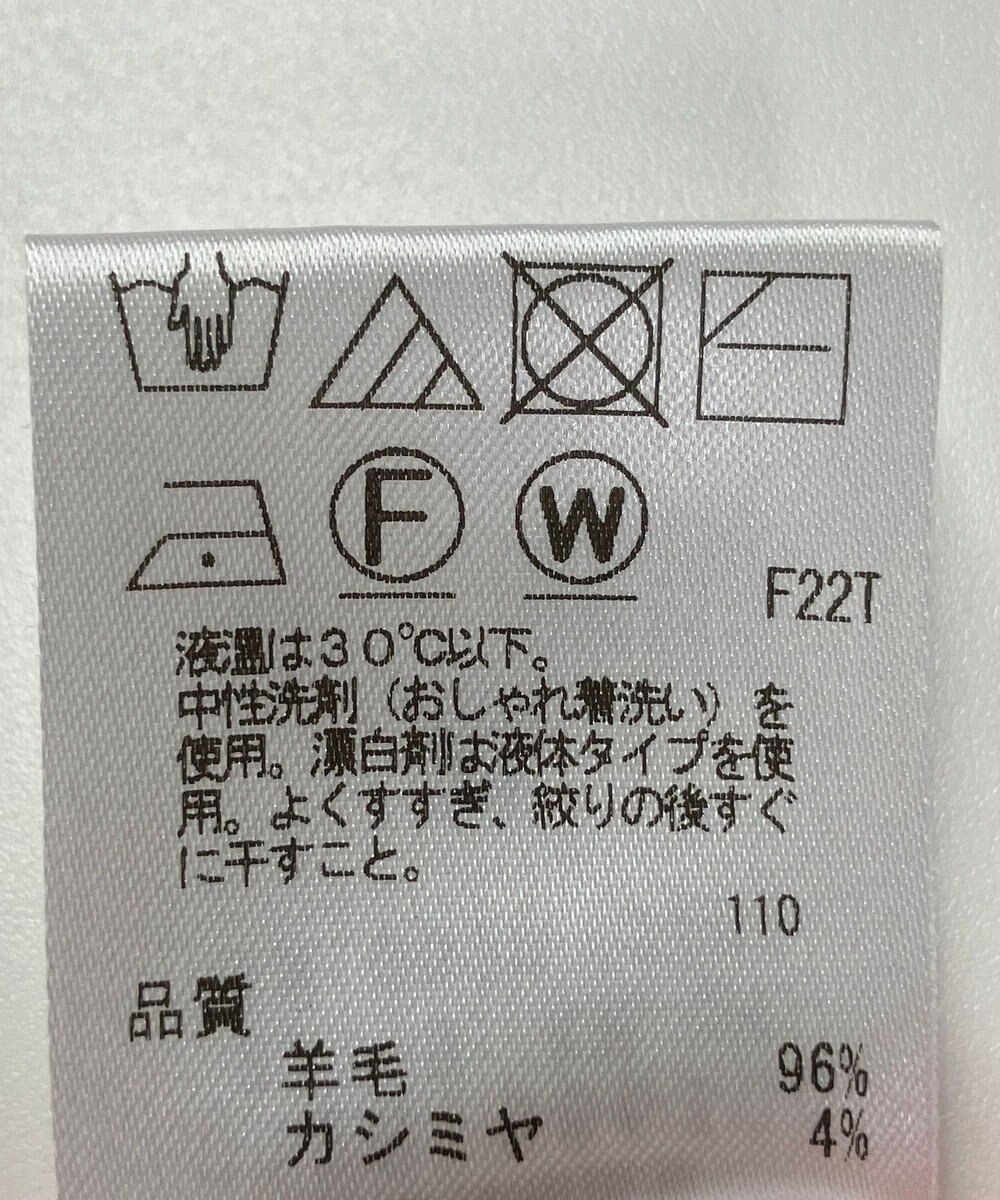 F W
F22T
液温は30℃以下。
中性洗剤（おしゃれ着洗い）を
使用。漂白剤は液体タイプを使
用。よくすすぎ、絞りの後すぐ
に干すこと。
110
品質
羊毛 96%
カシミヤ 4%